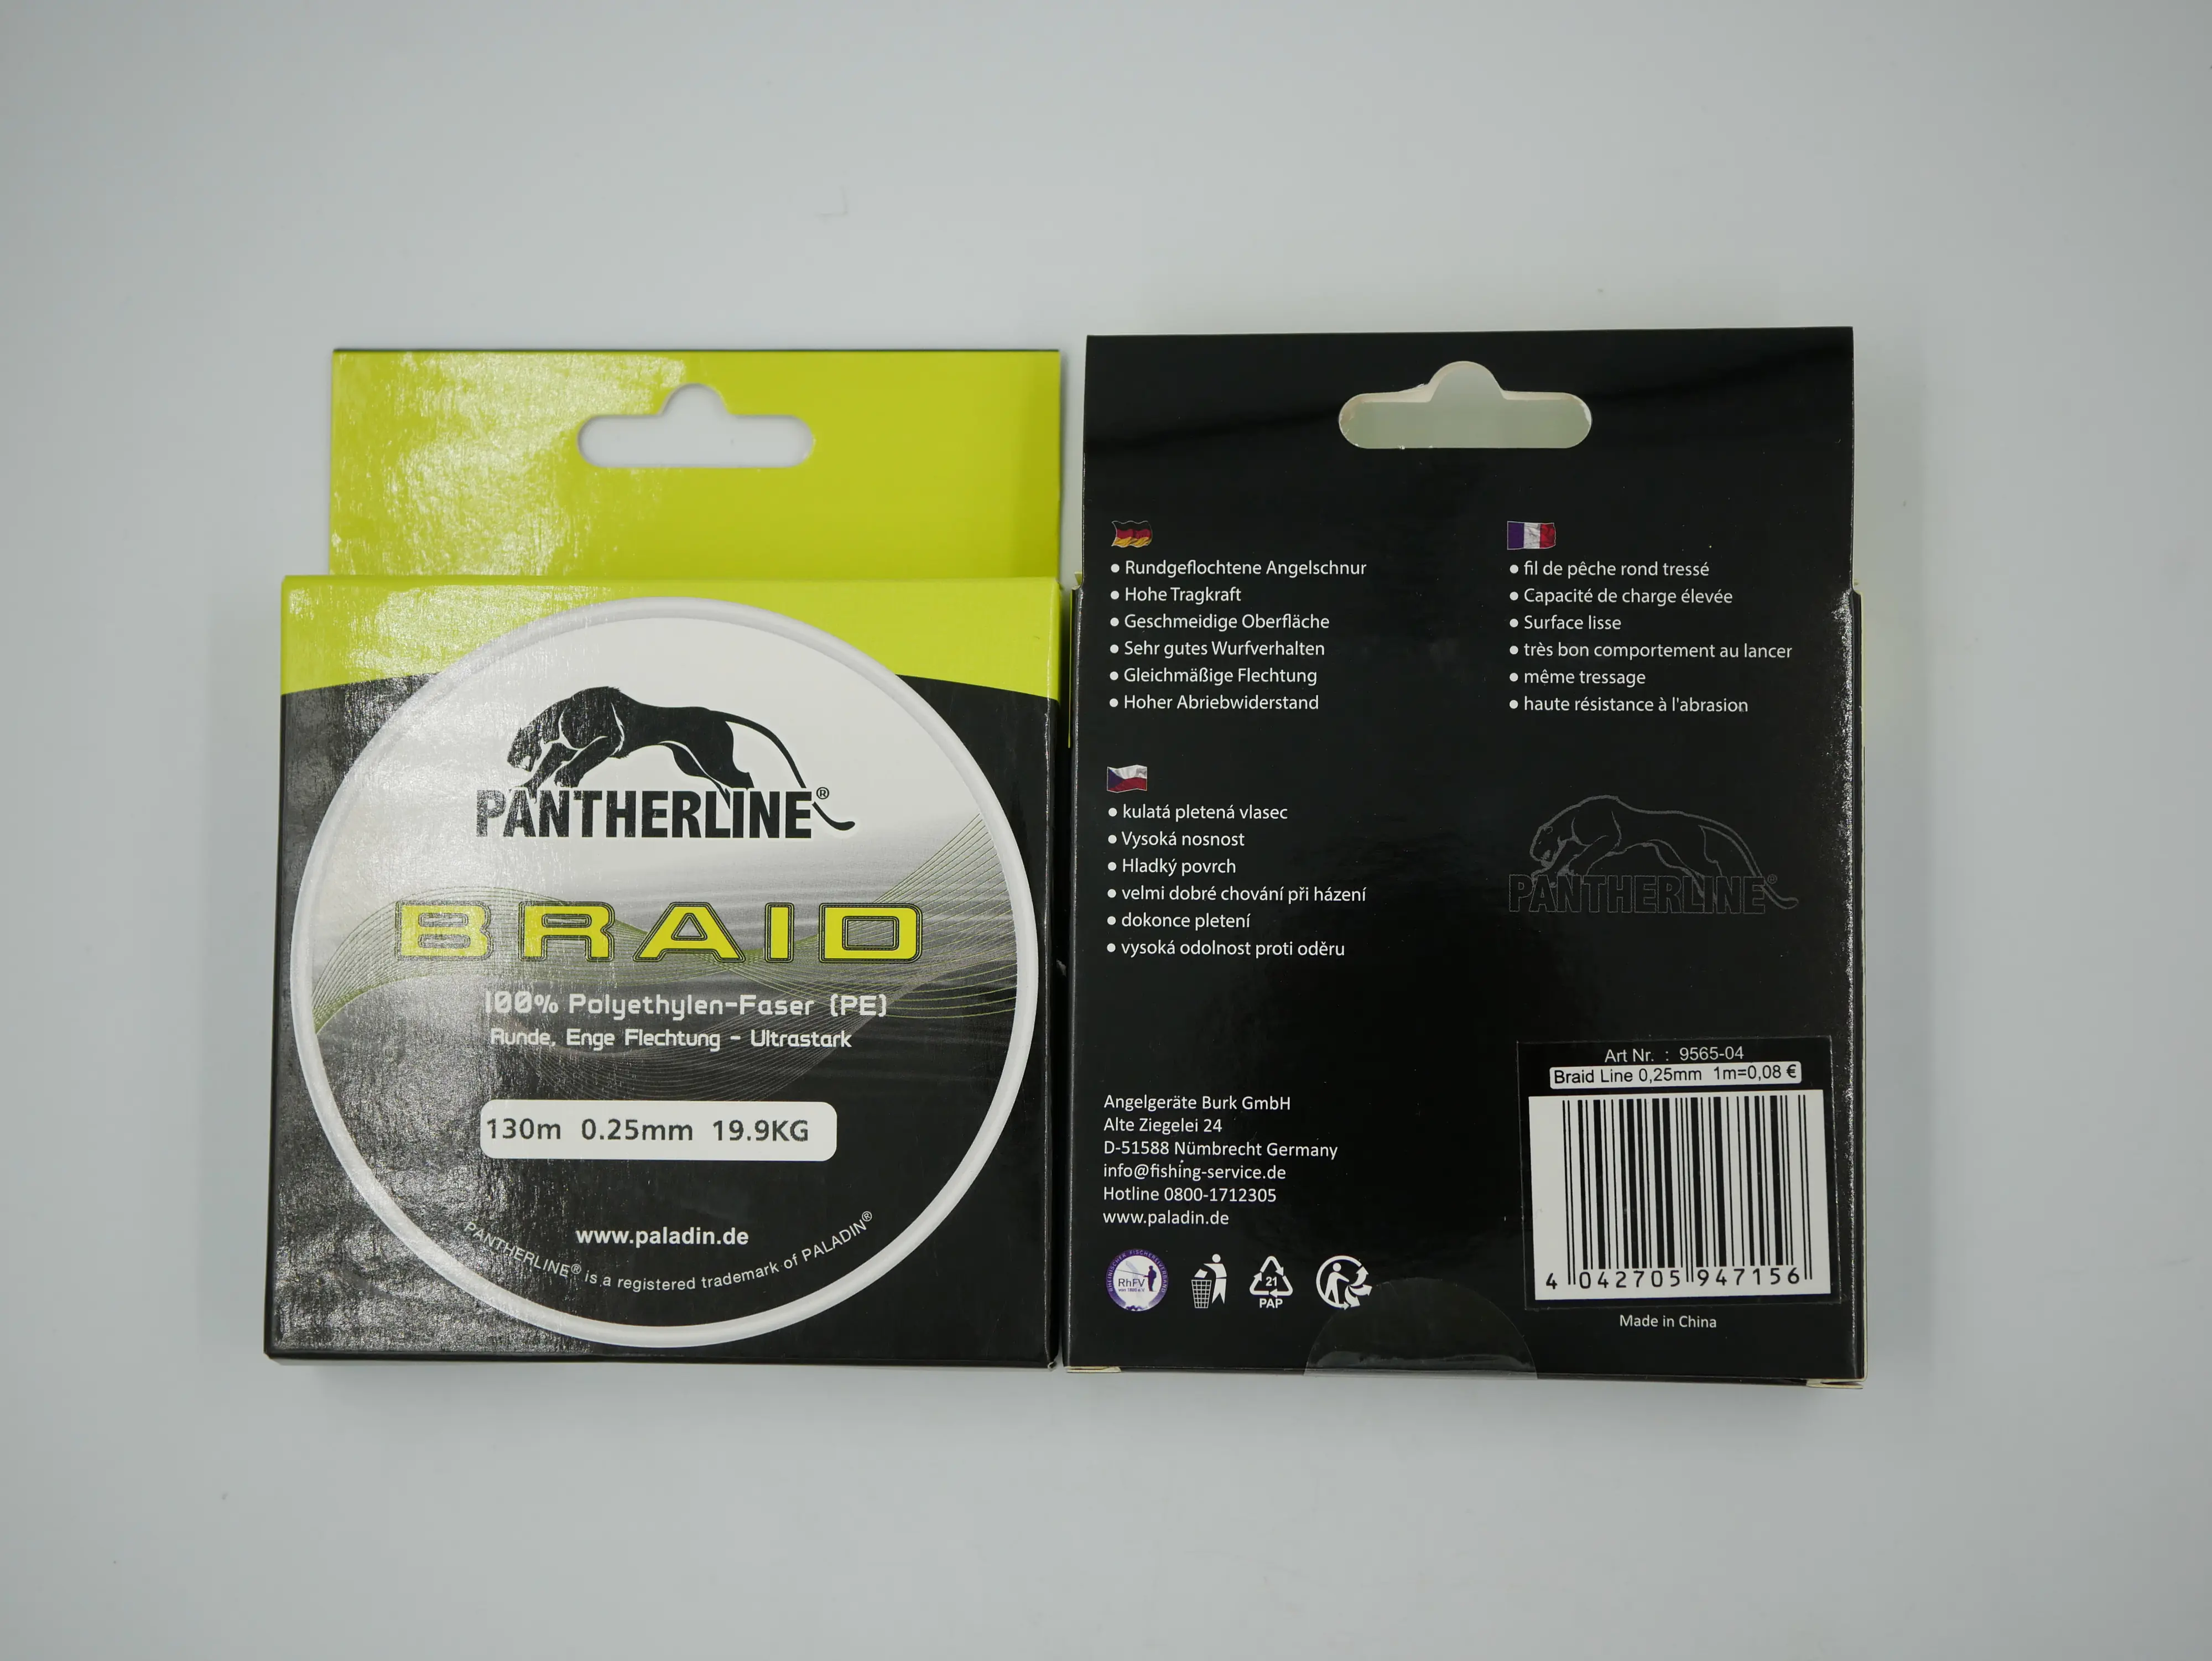 PANTHERLINE®
BRAID
100% Polyethylen-Faser (PE)
Runde, Enge Flechtung - Ultrastark
130m 0.25mm 19.9KG
www.paladin.de
PANTHERLINE® is a registered trademark of PALADIN®
• Rundgeflochtene Angelschnur
• Hohe Tragkraft
• Geschmeidige Oberfläche
• Sehr gutes Wurfverhalten
• Gleichmäßige Flechtung
• Hoher Abriebwiderstand
• fil de pêche rond tressé
• Capacité de charge élevée
• Surface lisse
• très bon comportement au lancer
• même tressage
• haute résistance à l'abrasion
• kulatá pletená vlasec
• Vysoká nosnost
• Hladký povrch
• velmi dobré chování při házení
• dokonce pletení
• vysoká odolnost proti oděru
PANTHERLINE®
Angelgeräte Burk GmbH
Alte Ziegelei 24
D-51588 Nümbrecht Germany
info@fishing-service.de
Hotline 0800-1712305
www.paladin.de
RhFV
21
PAP
Art Nr. : 9565-04
Braid Line 0,25mm 1m=0,08 €
4 042705 947156
Made in China